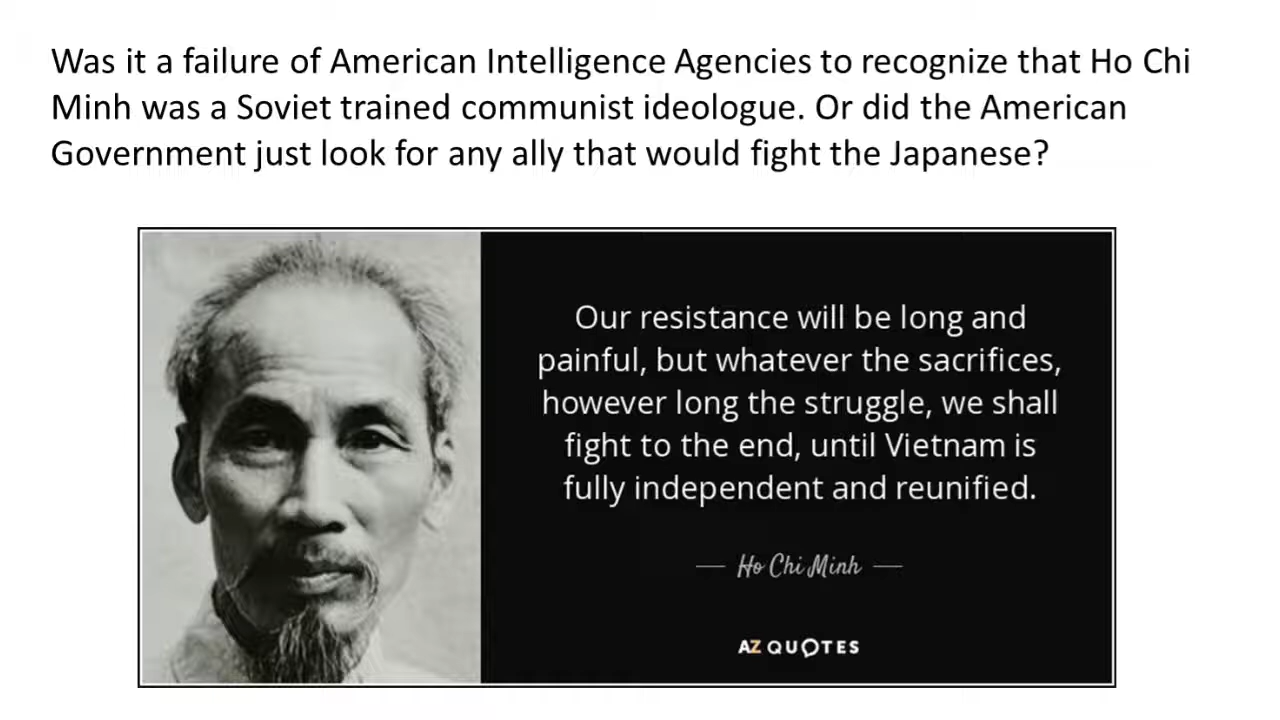 Was it a failure of American Intelligence Agencies to recognize that Ho Chi
Minh was a Soviet trained communist ideologue. Or did the American
Government just look for any ally that would fight the Japanese?
Our resistance will be long and
painful, but whatever the sacrifices,
however long the struggle, we shall
fight to the end, until Vietnam is
fully independent and reunified.
— Ho Chi Minh —
AZ QUOTES